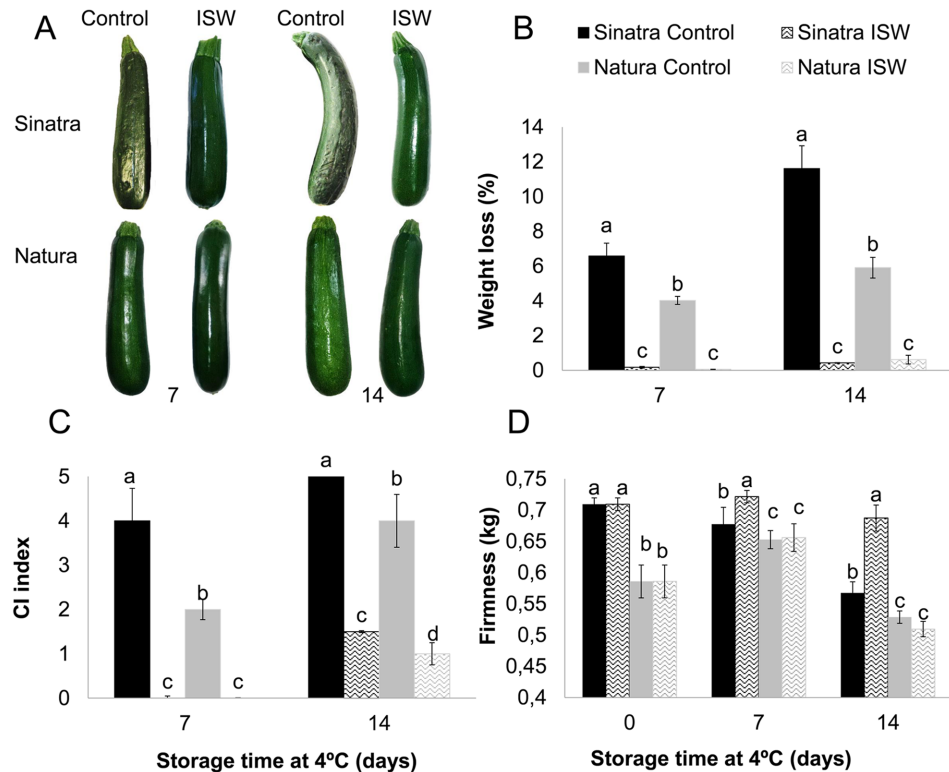 A
Control ISW Control ISW
Sinatra
Natura
7 14
B
Sinatra Control Sinatra ISW
Natura Control Natura ISW
Weight loss (%)
14
12
10
8
6
4
2
0
a c b c a c b c
7 14
C
CI index
5
4
3
2
1
0
a c b c a c b d
7 14
Storage time at 4ºC (days)
D
Firmness (kg)
0,75
0,7
0,65
0,6
0,55
0,5
0,45
0,4
a a b b b a c c b a c c
0 7 14
Storage time at 4ºC (days)